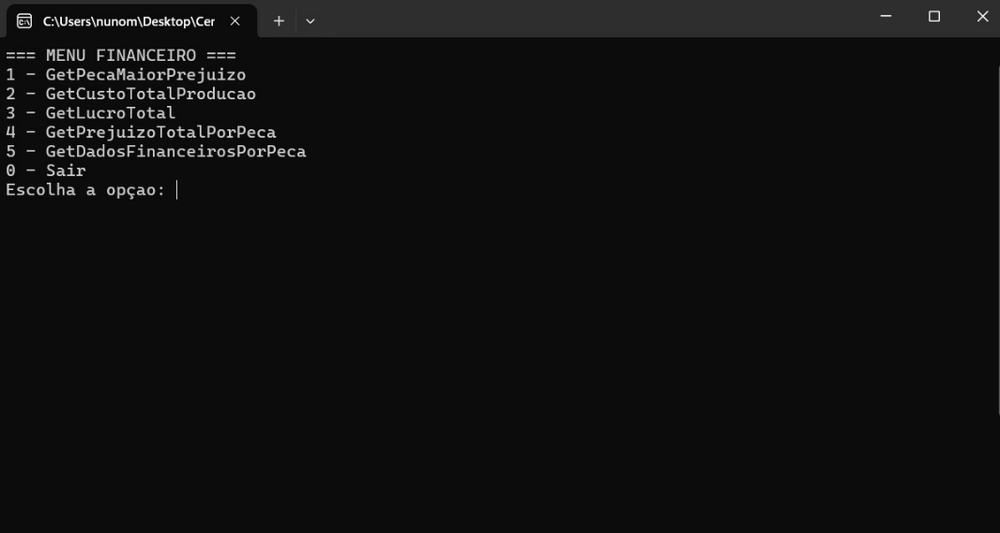 C:\Users\nunom\Desktop\Cer
=== MENU FINANCEIRO ===
1 - GetPecaMaiorPrejuizo
2 - GetCustoTotalProducao
3 - GetLucroTotal
4 - GetPrejuizoTotalPorPeca
5 - GetDadosFinanceirosPorPeca
0 - Sair
Escolha a opçao: